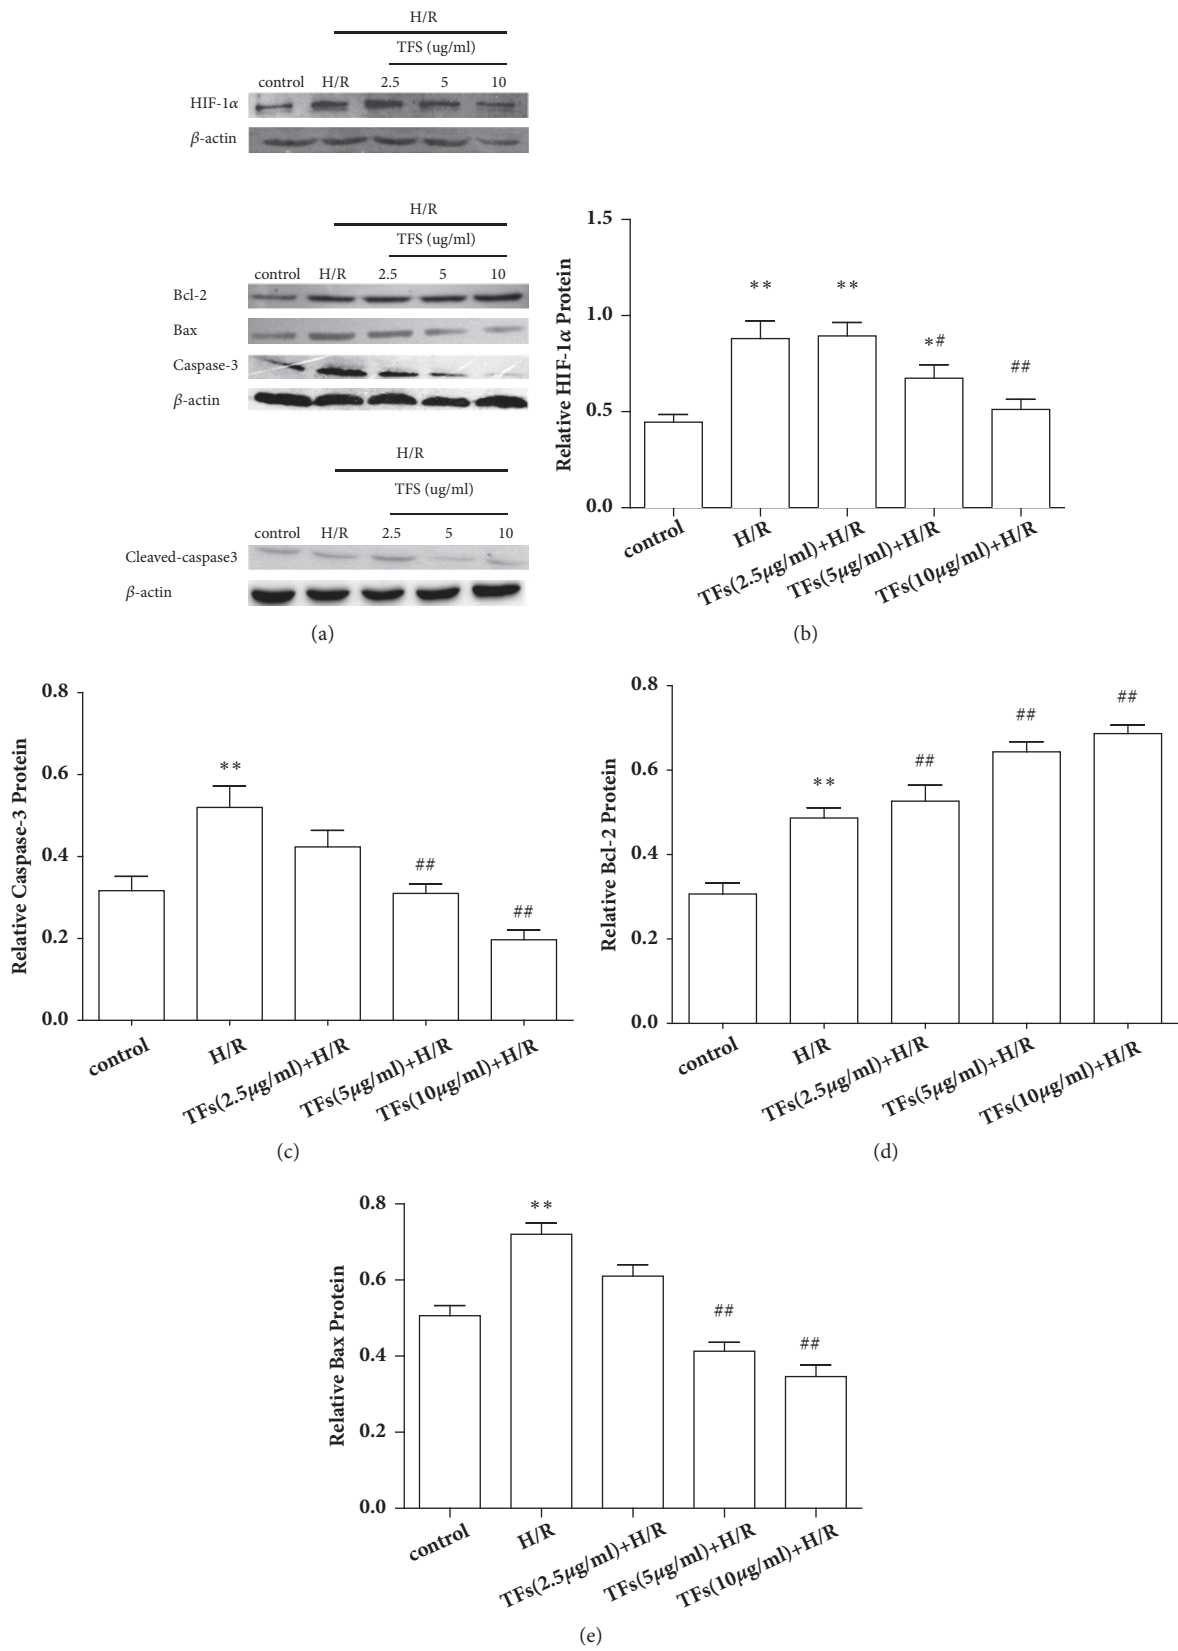 H/R
TFS (ug/ml)
control H/R 2.5 5 10
HIF-1α
β-actin
H/R
TFS (ug/ml)
control H/R 2.5 5 10
Bcl-2
Bax
Caspase-3
β-actin
H/R
TFS (ug/ml)
control H/R 2.5 5 10
Cleaved-caspase3
β-actin
(a)
Relative HIF-1α Protein
1.5
1.0
0.5
0.0
** ** *# ##
control
H/R
TFs(2.5μg/ml)+H/R
TFs(5μg/ml)+H/R
TFs(10μg/ml)+H/R
(b)
Relative Caspase-3 Protein
0.8
0.6
0.4
0.2
0.0
** ## ##
control
H/R
TFs(2.5μg/ml)+H/R
TFs(5μg/ml)+H/R
TFs(10μg/ml)+H/R
(c)
Relative Bcl-2 Protein
0.8
0.6
0.4
0.2
0.0
** ## ## ##
control
H/R
TFs(2.5μg/ml)+H/R
TFs(5μg/ml)+H/R
TFs(10μg/ml)+H/R
(d)
Relative Bax Protein
0.8
0.6
0.4
0.2
0.0
** ## ##
control
H/R
TFs(2.5μg/ml)+H/R
TFs(5μg/ml)+H/R
TFs(10μg/ml)+H/R
(e)